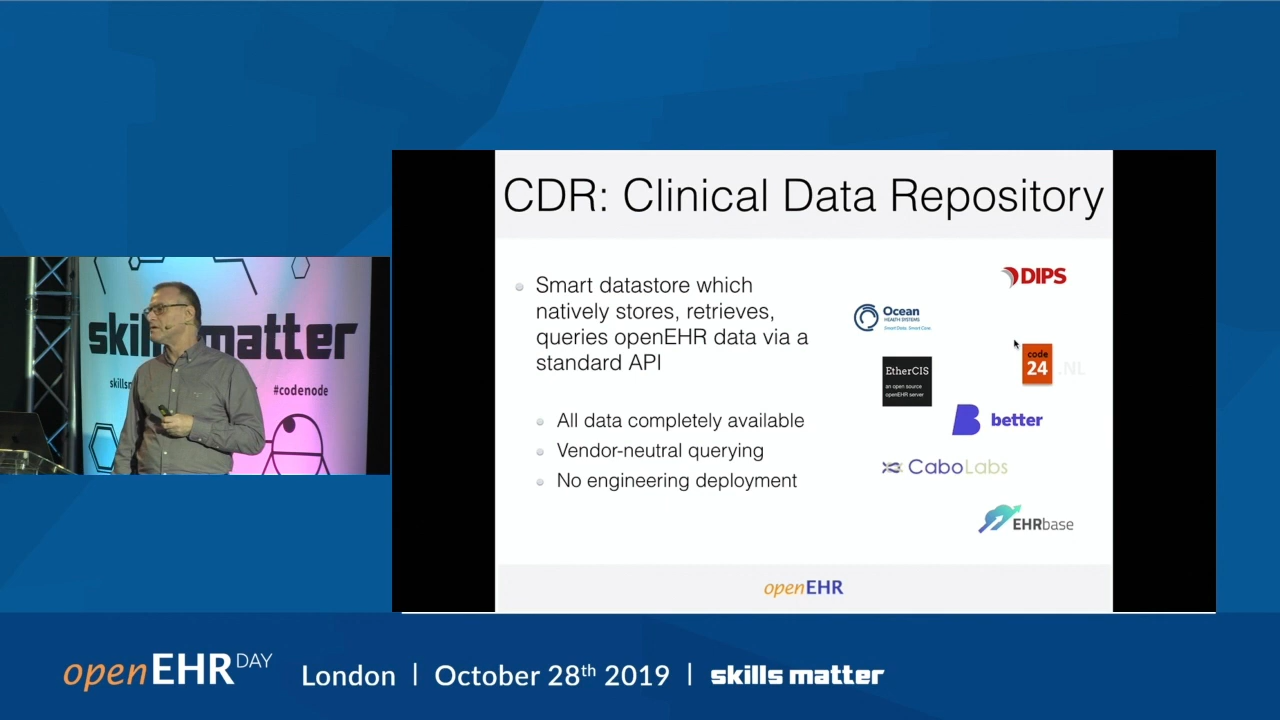 CDR: Clinical Data Repository
Smart datastore which
natively stores, retrieves,
queries openEHR data via a
standard API
All data completely available
Vendor-neutral querying
No engineering deployment
DIPS
Ocean
HEALTH SYSTEMS
Smart Data. Smart Care.
EtherCIS
an open source
openEHR server
code
24 .NL
better
CaboLabs
EHRbase
openEHR
matter
#codenode
openEHR DAY London | October 28th 2019 | skills matter